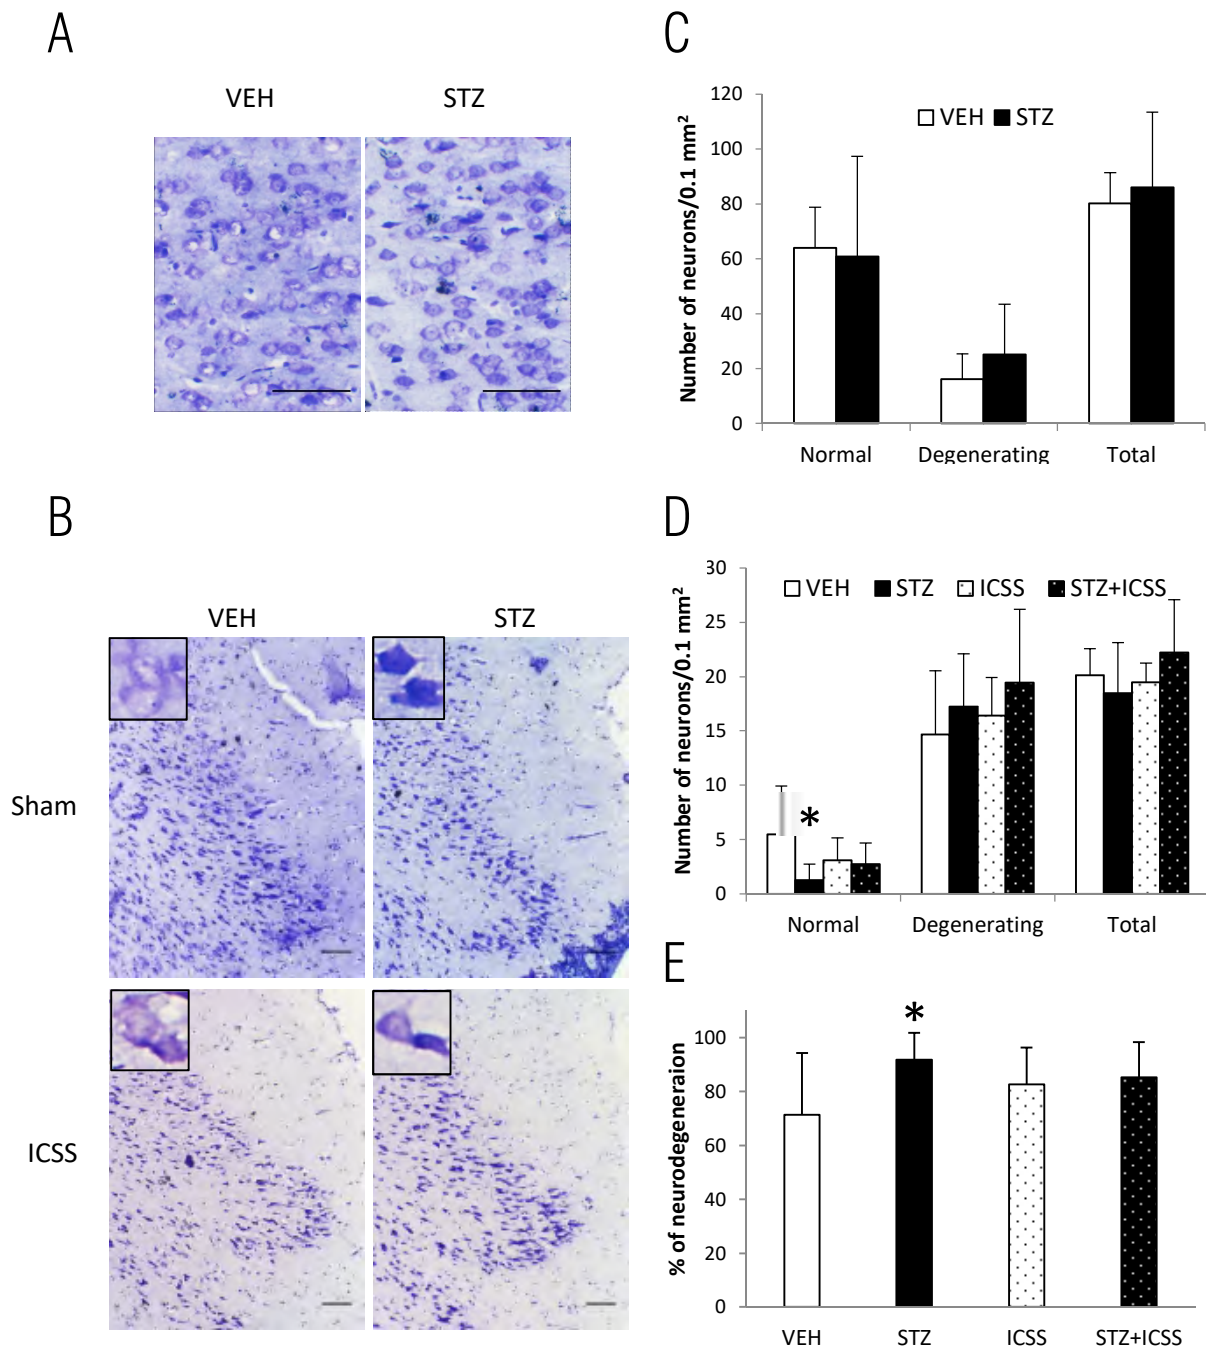 A
VEH STZ
C
Number of neurons/0.1 mm²
120
100
80
60
40
20
0
VEH STZ
Normal Degenerating Total
B
VEH STZ
Sham
ICSS
D
Number of neurons/0.1 mm²
30
25
20
15
10
5
0
VEH STZ ICSS STZ+ICSS
*
Normal Degenerating Total
E
% of neurodegeneraion
100
80
60
40
20
0
*
VEH STZ ICSS STZ+ICSS